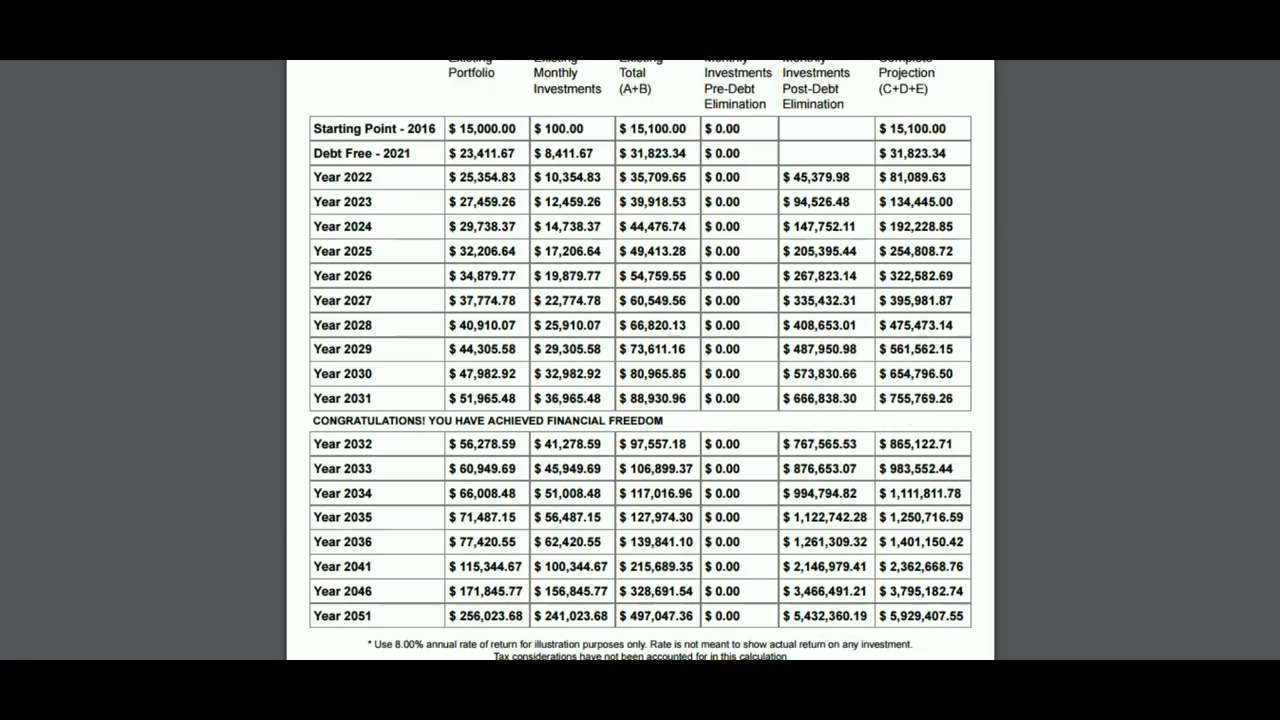 Portfolio Monthly Total Investments Investments Projection
Investments (A+B) Pre-Debt Post-Debt (C+D+E)
Elimination Elimination
Starting Point - 2016 $ 15,000.00 $ 100.00 $ 15,100.00 $ 0.00 $ 15,100.00
Debt Free - 2021 $ 23,411.67 $ 8,411.67 $ 31,823.34 $ 0.00 $ 31,823.34
Year 2022 $ 25,354.83 $ 10,354.83 $ 35,709.65 $ 0.00 $ 45,379.98 $ 81,089.63
Year 2023 $ 27,459.26 $ 12,459.26 $ 39,918.53 $ 0.00 $ 94,526.48 $ 134,445.00
Year 2024 $ 29,738.37 $ 14,738.37 $ 44,476.74 $ 0.00 $ 147,752.11 $ 192,228.85
Year 2025 $ 32,206.64 $ 17,206.64 $ 49,413.28 $ 0.00 $ 205,395.44 $ 254,808.72
Year 2026 $ 34,879.77 $ 19,879.77 $ 54,759.55 $ 0.00 $ 267,823.14 $ 322,582.69
Year 2027 $ 37,774.78 $ 22,774.78 $ 60,549.56 $ 0.00 $ 335,432.31 $ 395,981.87
Year 2028 $ 40,910.07 $ 25,910.07 $ 66,820.13 $ 0.00 $ 408,653.01 $ 475,473.14
Year 2029 $ 44,305.58 $ 29,305.58 $ 73,611.16 $ 0.00 $ 487,950.98 $ 561,562.15
Year 2030 $ 47,982.92 $ 32,982.92 $ 80,965.85 $ 0.00 $ 573,830.66 $ 654,796.50
Year 2031 $ 51,965.48 $ 36,965.48 $ 88,930.96 $ 0.00 $ 666,838.30 $ 755,769.26
CONGRATULATIONS! YOU HAVE ACHIEVED FINANCIAL FREEDOM
Year 2032 $ 56,278.59 $ 41,278.59 $ 97,557.18 $ 0.00 $ 767,565.53 $ 865,122.71
Year 2033 $ 60,949.69 $ 45,949.69 $ 106,899.37 $ 0.00 $ 876,653.07 $ 983,552.44
Year 2034 $ 66,008.48 $ 51,008.48 $ 117,016.96 $ 0.00 $ 994,794.82 $ 1,111,811.78
Year 2035 $ 71,487.15 $ 56,487.15 $ 127,974.30 $ 0.00 $ 1,122,742.28 $ 1,250,716.59
Year 2036 $ 77,420.55 $ 62,420.55 $ 139,841.10 $ 0.00 $ 1,261,309.32 $ 1,401,150.42
Year 2041 $ 115,344.67 $ 100,344.67 $ 215,689.35 $ 0.00 $ 2,146,979.41 $ 2,362,668.76
Year 2046 $ 171,845.77 $ 156,845.77 $ 328,691.54 $ 0.00 $ 3,466,491.21 $ 3,795,182.74
Year 2051 $ 256,023.68 $ 241,023.68 $ 497,047.36 $ 0.00 $ 5,432,360.19 $ 5,929,407.55
* Use 8.00% annual rate of return for illustration purposes only. Rate is not meant to show actual return on any investment.
Tax considerations have not been accounted for in this calculation